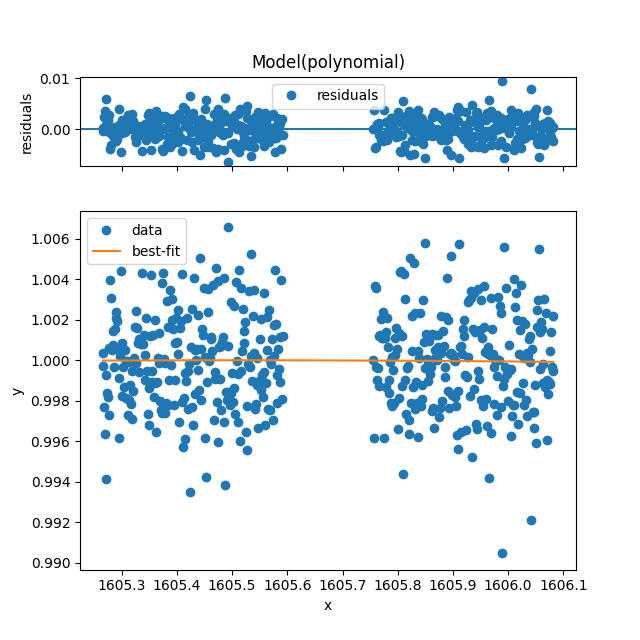 Model(polynomial)
0.01
0.00
residuals
residuals
data
best-fit
1.006
1.004
1.002
1.000
0.998
0.996
0.994
0.992
0.990
y
1605.3 1605.4 1605.5 1605.6 1605.7 1605.8 1605.9 1606.0 1606.1
x